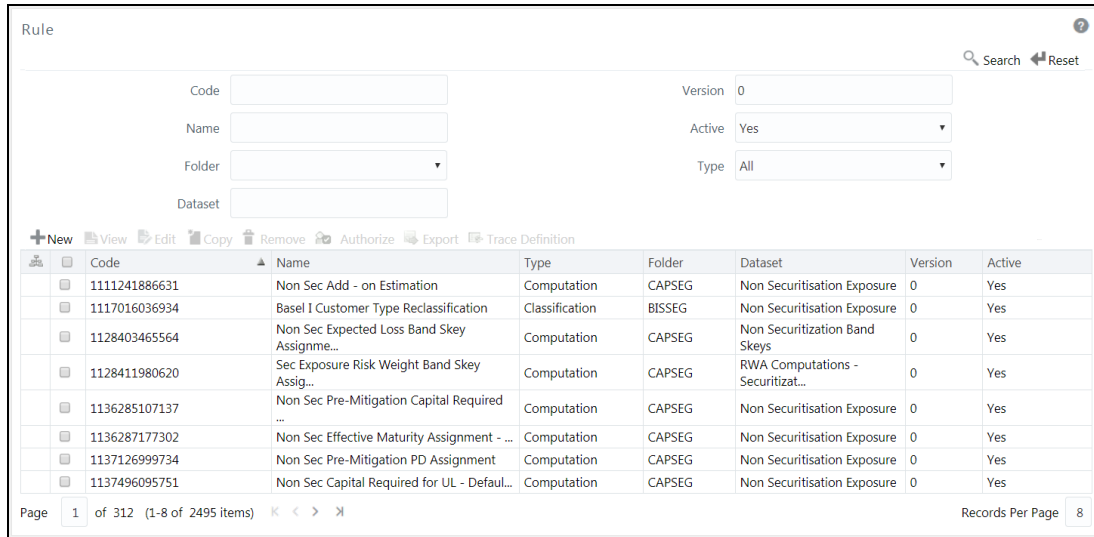 Rule
Search Reset
Code Version 0
Name Active Yes
Folder Type All
Dataset
New View Edit Copy Remove Authorize Export Trace Definition
Code Name Type Folder Dataset Version Active
1111241886631 Non Sec Add - on Estimation Computation CAPSEG Non Securitisation Exposure 0 Yes
1117016036934 Basel I Customer Type Reclassification Classification BISSEG Non Securitisation Exposure 0 Yes
1128403465564 Non Sec Expected Loss Band Skey Assignme... Computation CAPSEG Non Securitization Band Skeys 0 Yes
1128411980620 Sec Exposure Risk Weight Band Skey Assig... Computation CAPSEG RWA Computations - Securitizat... 0 Yes
1136285107137 Non Sec Pre-Mitigation Capital Required ... Computation CAPSEG Non Securitisation Exposure 0 Yes
1136287177302 Non Sec Effective Maturity Assignment - ... Computation CAPSEG Non Securitisation Exposure 0 Yes
1137126999734 Non Sec Pre-Mitigation PD Assignment Computation CAPSEG Non Securitisation Exposure 0 Yes
1137496095751 Non Sec Capital Required for UL - Defaul... Computation CAPSEG Non Securitisation Exposure 0 Yes
Page 1 of 312 (1-8 of 2495 items) Records Per Page 8